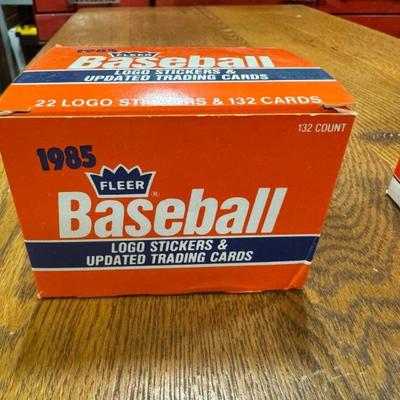 1985
FLEER
Baseball
LOGO STICKERS &
UPDATED TRADING CARDS
22 LOGO STICKERS & 132 CARDS
132 COUNT
1985
FLEER®
Baseball
LOGO STICKERS &
UPDATED TRADING CARDS